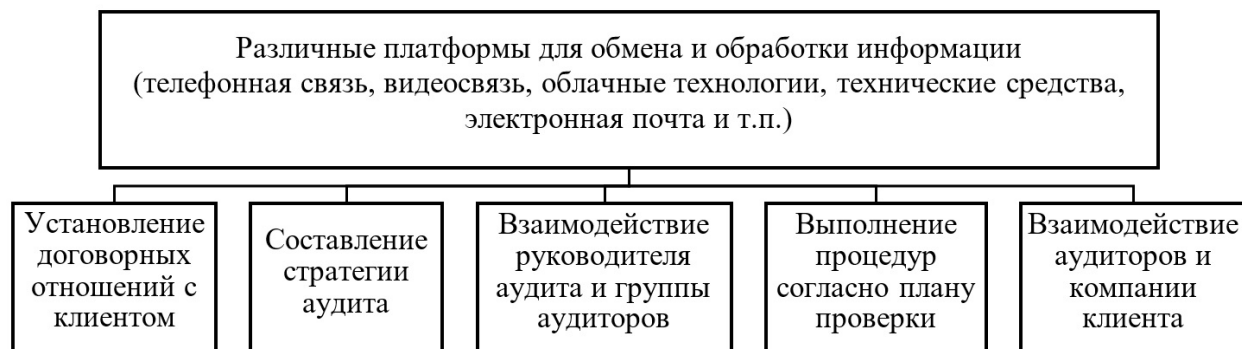 Различные платформы для обмена и обработки информации
(телефонная связь, видеосвязь, облачные технологии, технические средства,
электронная почта и т.п.)
Установление
договорных
отношений с
клиентом
Составление
стратегии
аудита
Взаимодействие
руководителя
аудита и группы
аудиторов
Выполнение
процедур
согласно плану
проверки
Взаимодействие
аудиторов и
компании
клиента